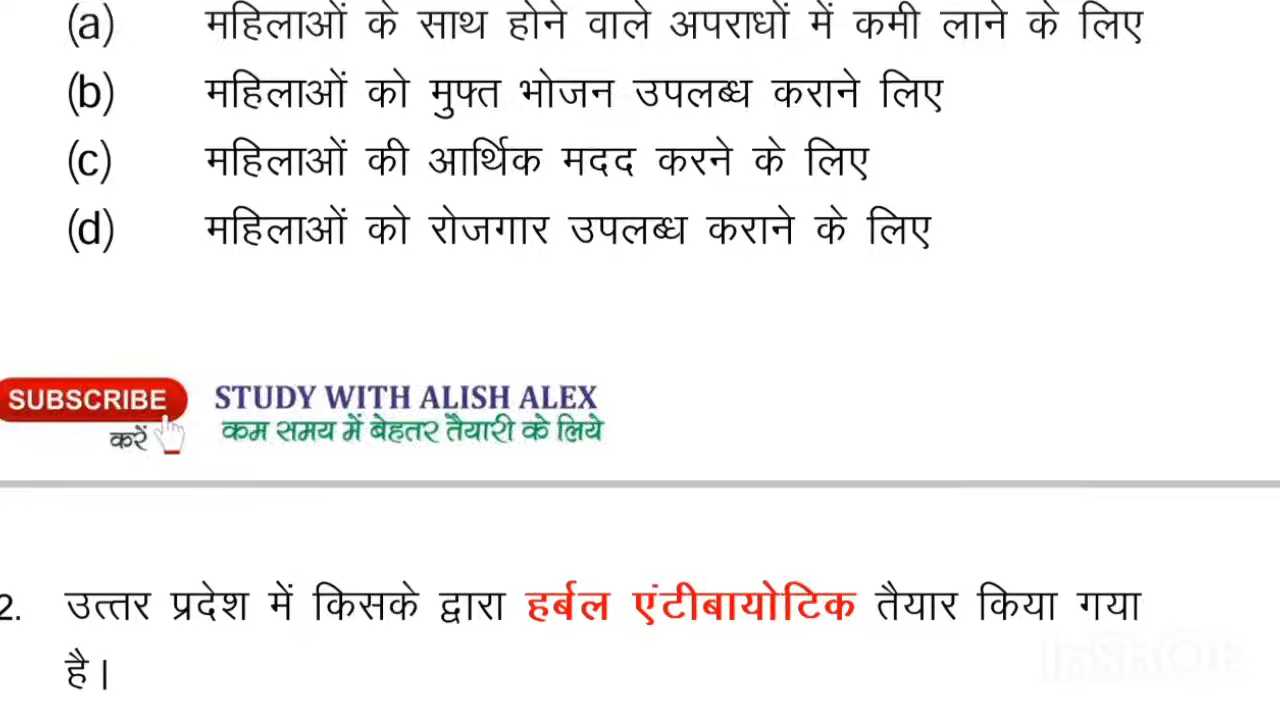 (a) महिलाओं के साथ होने वाले अपराधों में कमी लाने के लिए
(b) महिलाओं को मुफ्त भोजन उपलब्ध कराने लिए
(c) महिलाओं की आर्थिक मदद करने के लिए
(d) महिलाओं को रोजगार उपलब्ध कराने के लिए
SUBSCRIBE
करें
STUDY WITH ALISH ALEX
कम समय में बेहतर तैयारी के लिये
2. उत्तर प्रदेश में किसके द्वारा हर्बल एंटीबायोटिक तैयार किया गया
है।